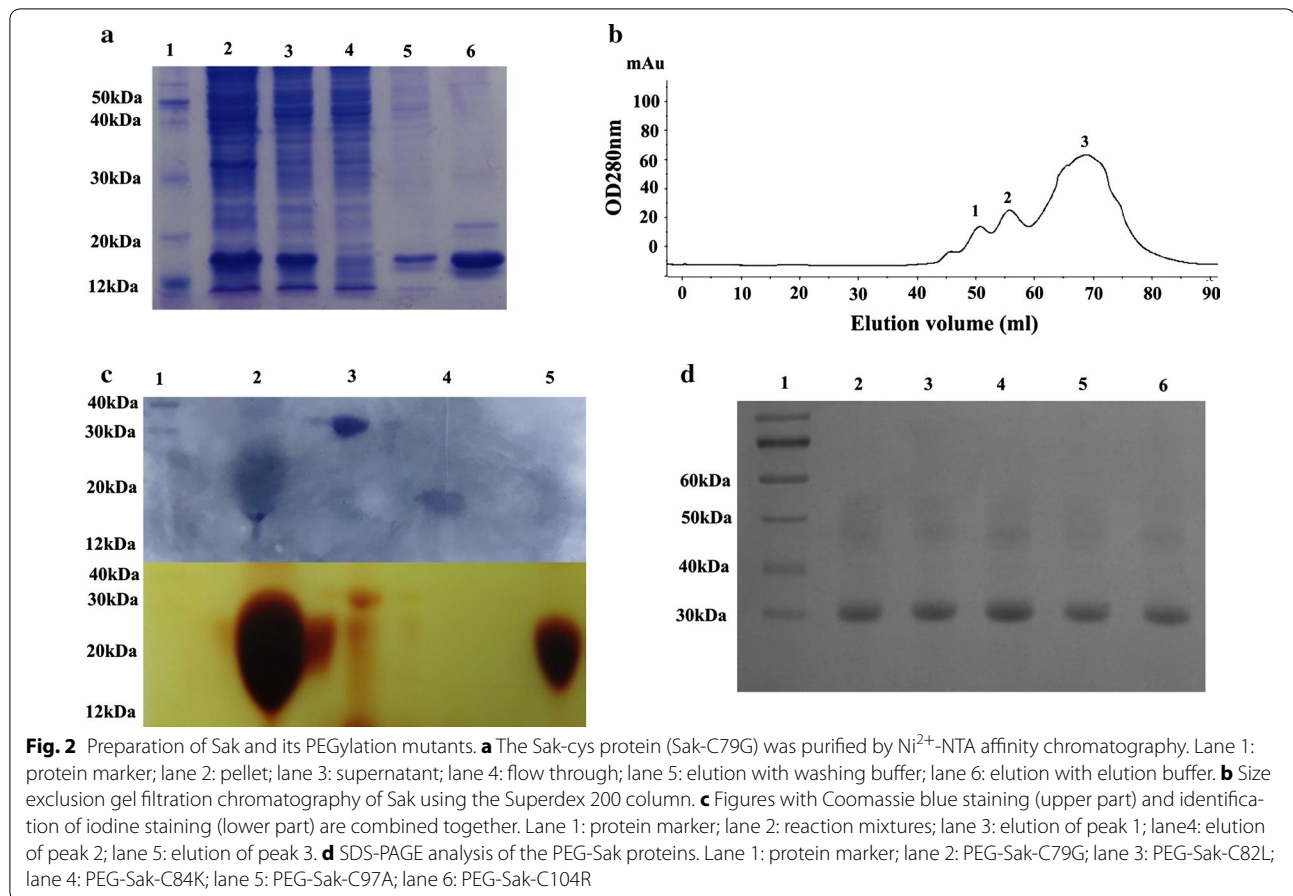 a
1 2 3 4 5 6
50kDa
40kDa
30kDa
20kDa
12kDa
b
mAu
100
80
60
40
20
0
OD280nm
1 2 3
0 10 20 30 40 50 60 70 80 90
Elution volume (ml)
c
1 2 3 4 5
40kDa
30kDa
20kDa
12kDa
40kDa
30kDa
20kDa
12kDa
d
1 2 3 4 5 6
60kDa
50kDa
40kDa
30kDa
Fig. 2 Preparation of Sak and its PEGylation mutants. a The Sak-cys protein (Sak-C79G) was purified by Ni2+-NTA affinity chromatography. Lane 1:
protein marker; lane 2: pellet; lane 3: supernatant; lane 4: flow through; lane 5: elution with washing buffer; lane 6: elution with elution buffer. b Size
exclusion gel filtration chromatography of Sak using the Superdex 200 column. c Figures with Coomassie blue staining (upper part) and identifica-
tion of iodine staining (lower part) are combined together. Lane 1: protein marker; lane 2: reaction mixtures; lane 3: elution of peak 1; lane4: elution
of peak 2; lane 5: elution of peak 3. d SDS-PAGE analysis of the PEG-Sak proteins. Lane 1: protein marker; lane 2: PEG-Sak-C79G; lane 3: PEG-Sak-C82L;
lane 4: PEG-Sak-C84K; lane 5: PEG-Sak-C97A; lane 6: PEG-Sak-C104R